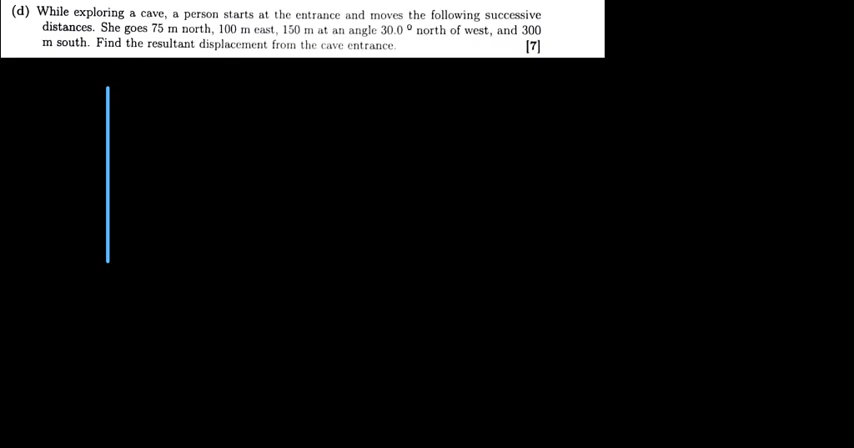 (d) While exploring a cave, a person starts at the entrance and moves the following successive
distances. She goes 75 m north, 100 m east, 150 m at an angle 30.0 ° north of west, and 300
m south. Find the resultant displacement from the cave entrance. [7]